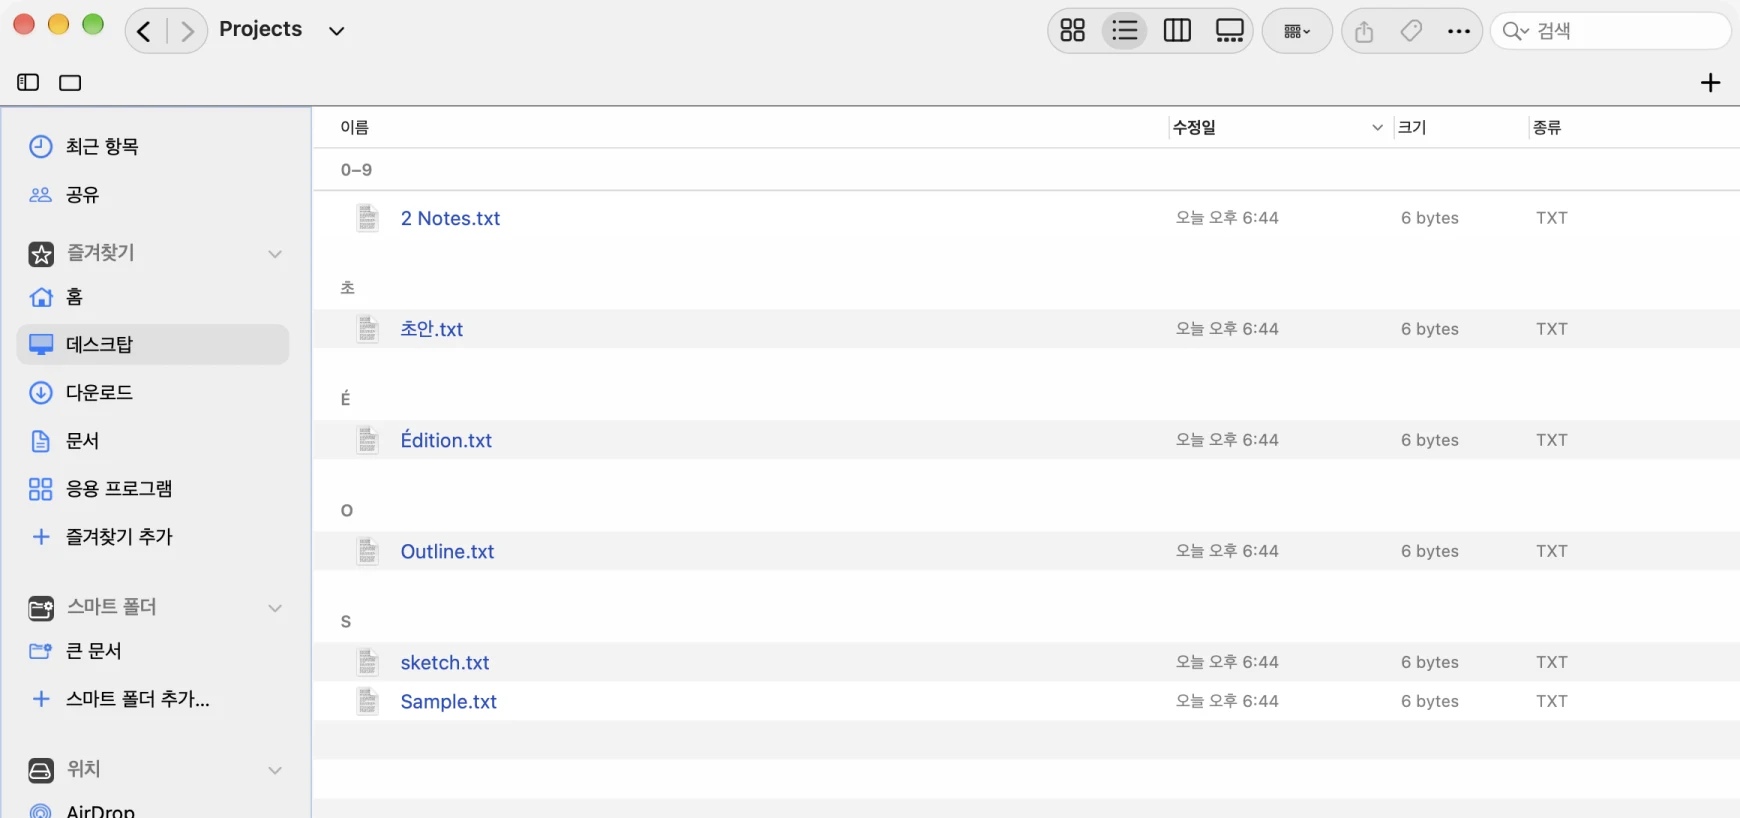 Projects
검색
최근 항목
공유
즐겨찾기
홈
데스크탑
다운로드
문서
응용 프로그램
즐겨찾기 추가
스마트 폴더
큰 문서
스마트 폴더 추가...
위치
AirDrop
이름 수정일 크기 종류
0–9
2 Notes.txt 오늘 오후 6:44 6 bytes TXT
초
초안.txt 오늘 오후 6:44 6 bytes TXT
É
Édition.txt 오늘 오후 6:44 6 bytes TXT
O
Outline.txt 오늘 오후 6:44 6 bytes TXT
S
sketch.txt 오늘 오후 6:44 6 bytes TXT
Sample.txt 오늘 오후 6:44 6 bytes TXT